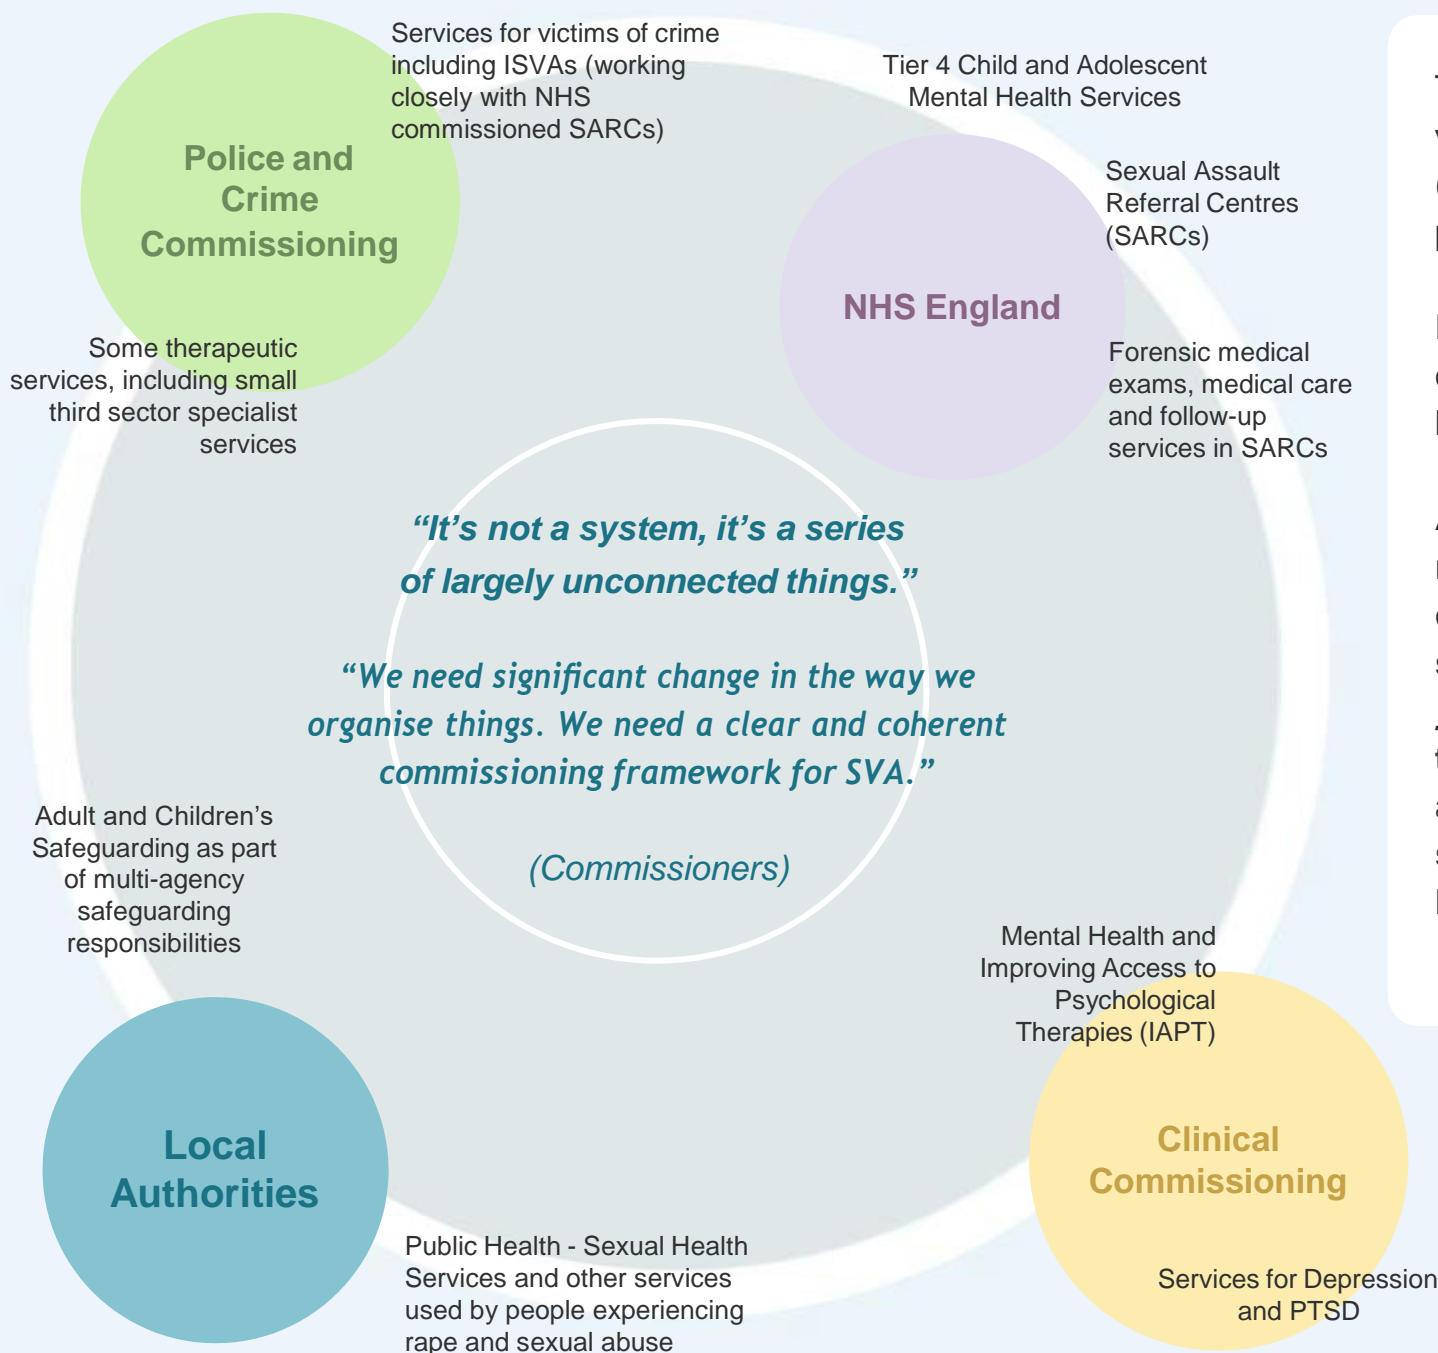 Services for victims of crime
including ISVAs (working
closely with NHS
commissioned SARCs)
Police and
Crime
Commissioning
Some therapeutic
services, including small
third sector specialist
services
Tier 4 Child and Adolescent
Mental Health Services
Sexual Assault
Referral Centres
(SARCs)
NHS England
Forensic medical
exams, medical care
and follow-up
services in SARCs
“It’s not a system, it’s a series
of largely unconnected things.”
“We need significant change in the way we
organise things. We need a clear and coherent
commissioning framework for SVA.”
(Commissioners)
Adult and Children’s
Safeguarding as part
of multi-agency
safeguarding
responsibilities
Local
Authorities
Public Health - Sexual Health
Services and other services
used by people experiencing
rape and sexual abuse
Mental Health and
Improving Access to
Psychological
Therapies (IAPT)
Clinical
Commissioning
Services for Depression
and PTSD